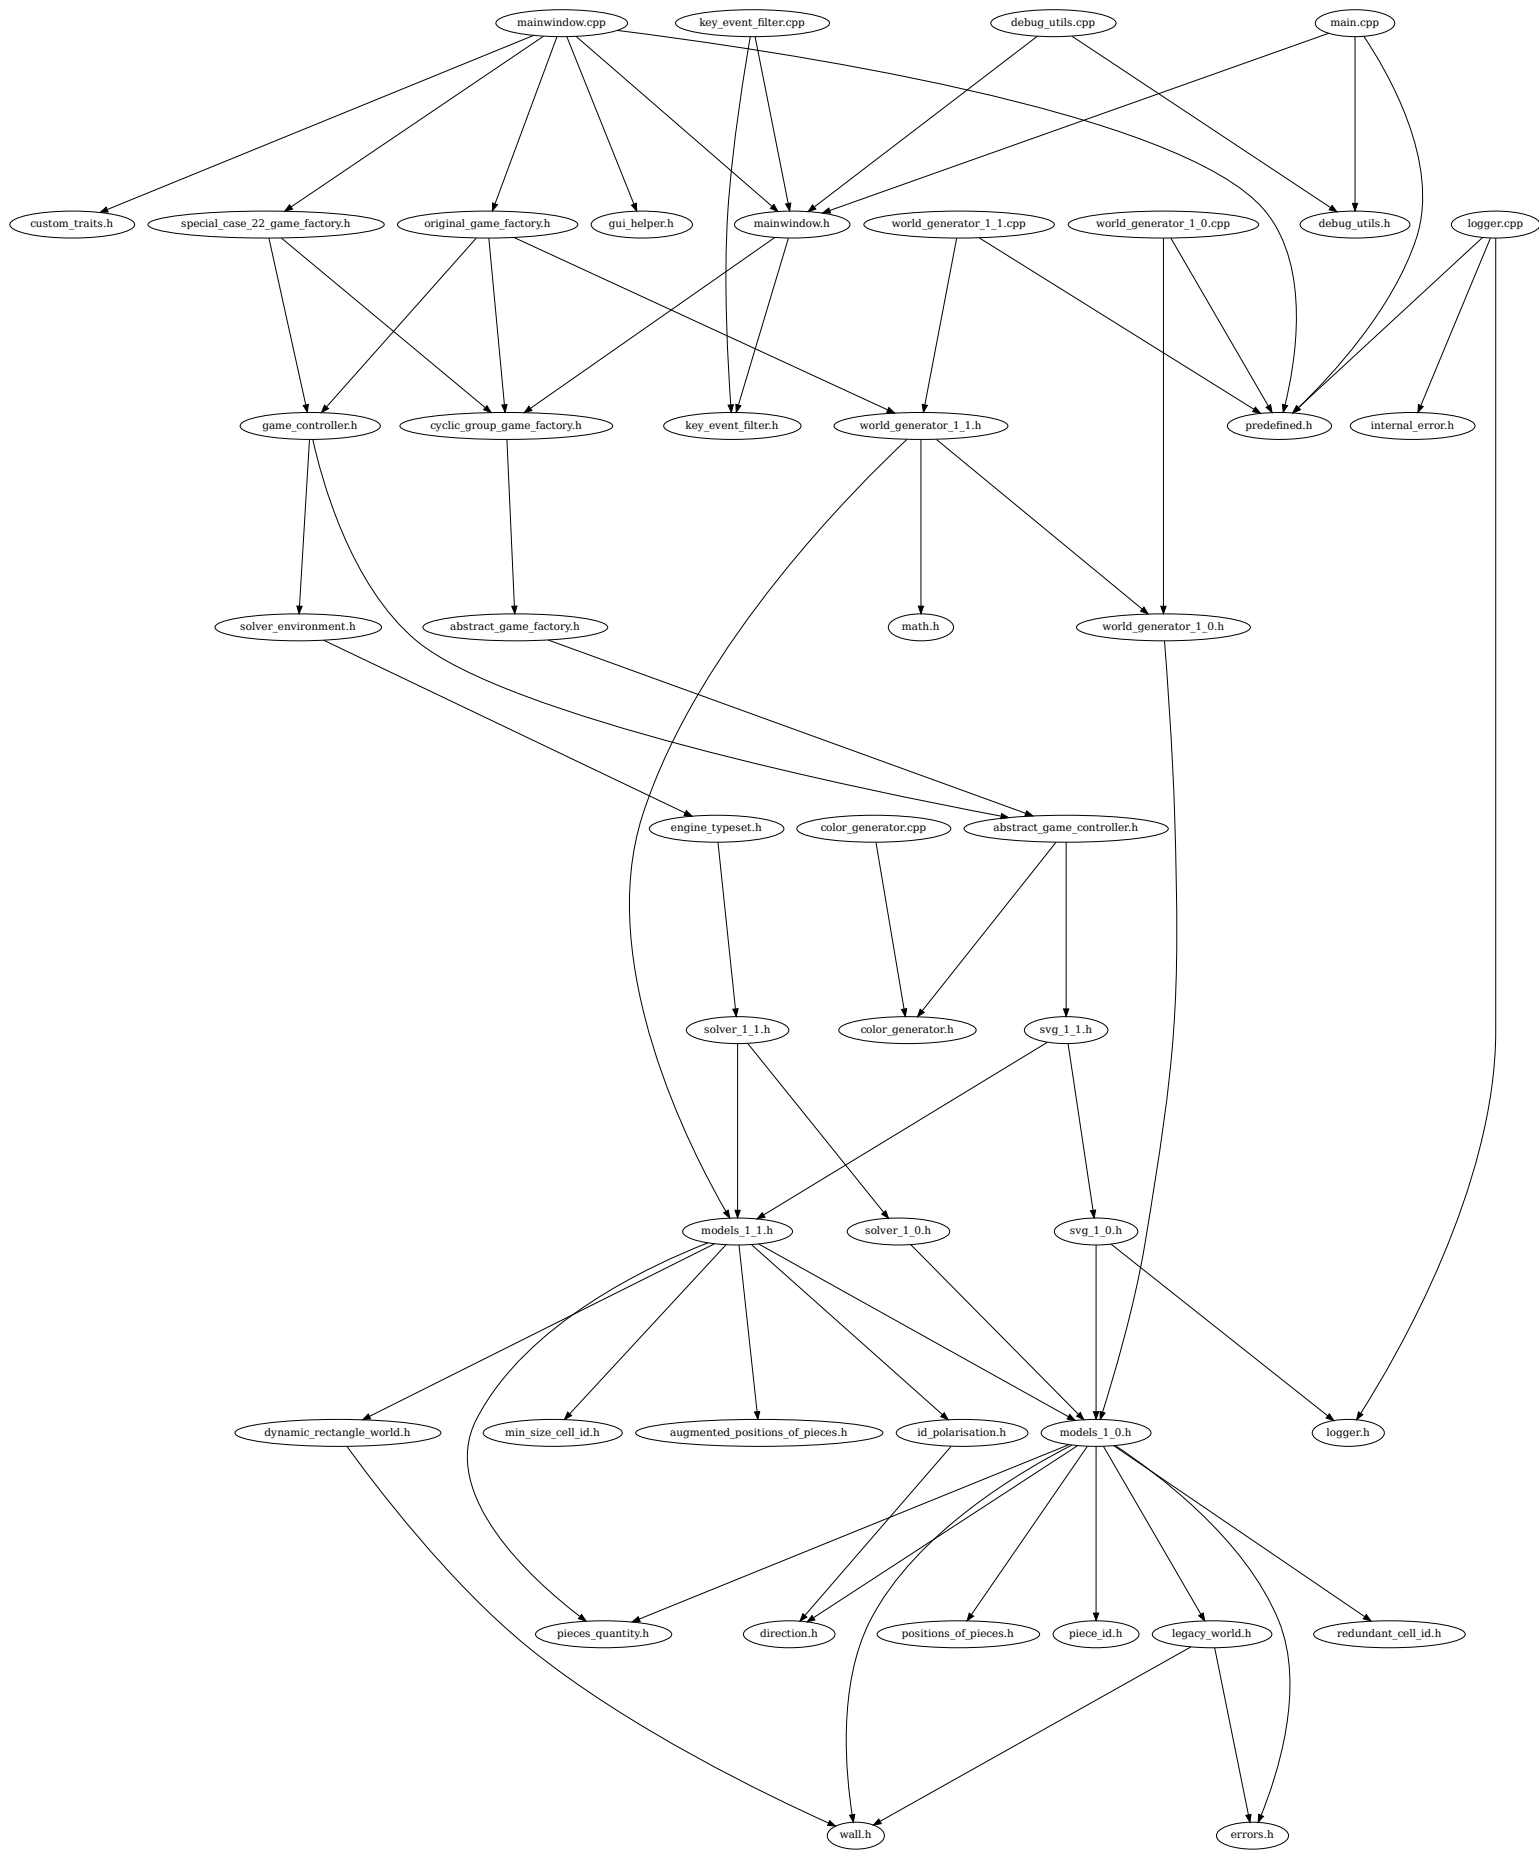 mainwindow.cpp
key_event_filter.cpp
debug_utils.cpp
main.cpp
custom_traits.h
special_case_22_game_factory.h
original_game_factory.h
gui_helper.h
mainwindow.h
world_generator_1_1.cpp
world_generator_1_0.cpp
debug_utils.h
logger.cpp
game_controller.h
cyclic_group_game_factory.h
key_event_filter.h
world_generator_1_1.h
predefined.h
internal_error.h
solver_environment.h
abstract_game_factory.h
math.h
world_generator_1_0.h
engine_typeset.h
color_generator.cpp
abstract_game_controller.h
solver_1_1.h
color_generator.h
svg_1_1.h
models_1_1.h
solver_1_0.h
svg_1_0.h
dynamic_rectangle_world.h
min_size_cell_id.h
augmented_positions_of_pieces.h
id_polarisation.h
models_1_0.h
logger.h
pieces_quantity.h
direction.h
positions_of_pieces.h
piece_id.h
legacy_world.h
redundant_cell_id.h
wall.h
errors.h